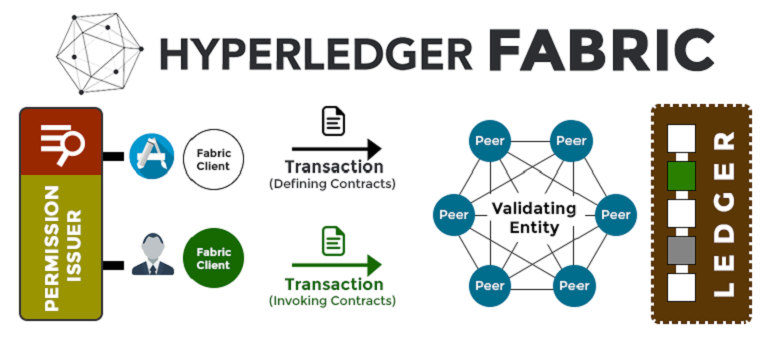 HYPERLEDGER FABRIC
PERMISSION
ISSUER
Fabric
Client
Transaction
(Defining Contracts)
Fabric
Client
Transaction
(Invoking Contracts)
Peer
Peer
Peer
Validating
Entity
Peer
Peer
Peer
LEDGER